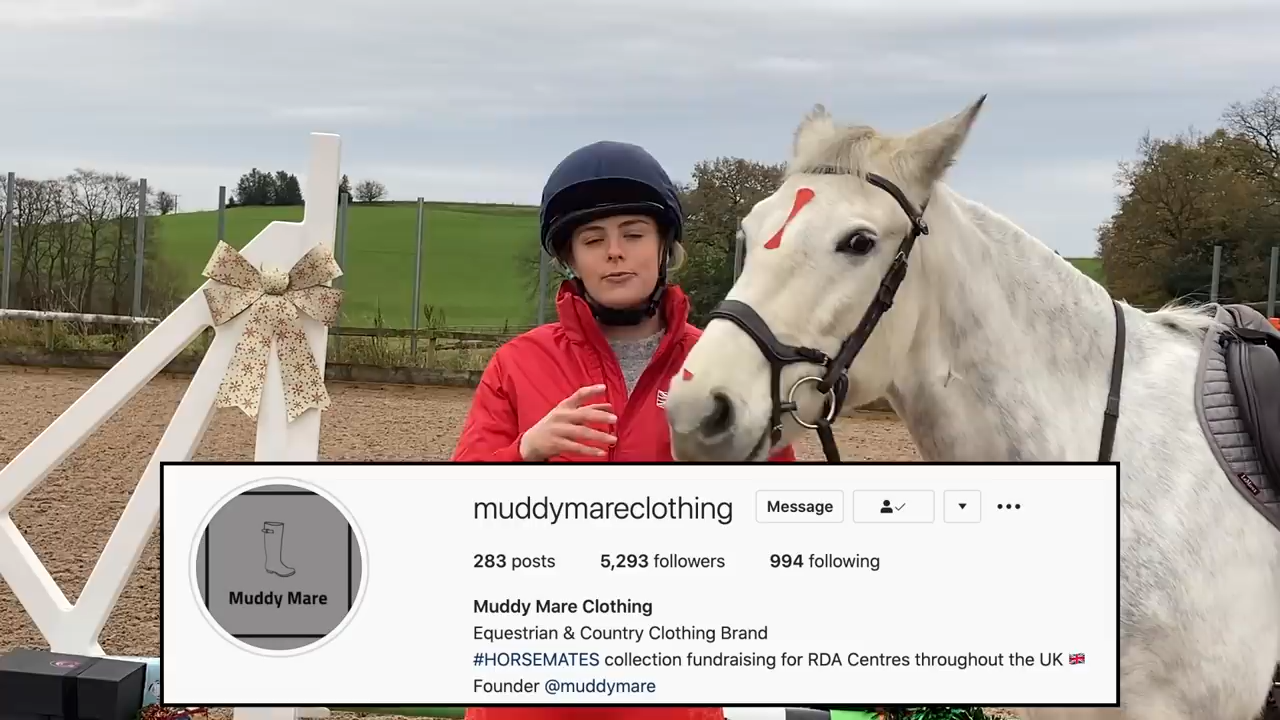 muddymareclothing
Message
283 posts
5,293 followers
994 following
Muddy Mare
Muddy Mare Clothing
Equestrian & Country Clothing Brand
#HORSEMATES collection fundraising for RDA Centres throughout the UK 🇬🇧
Founder @muddymare